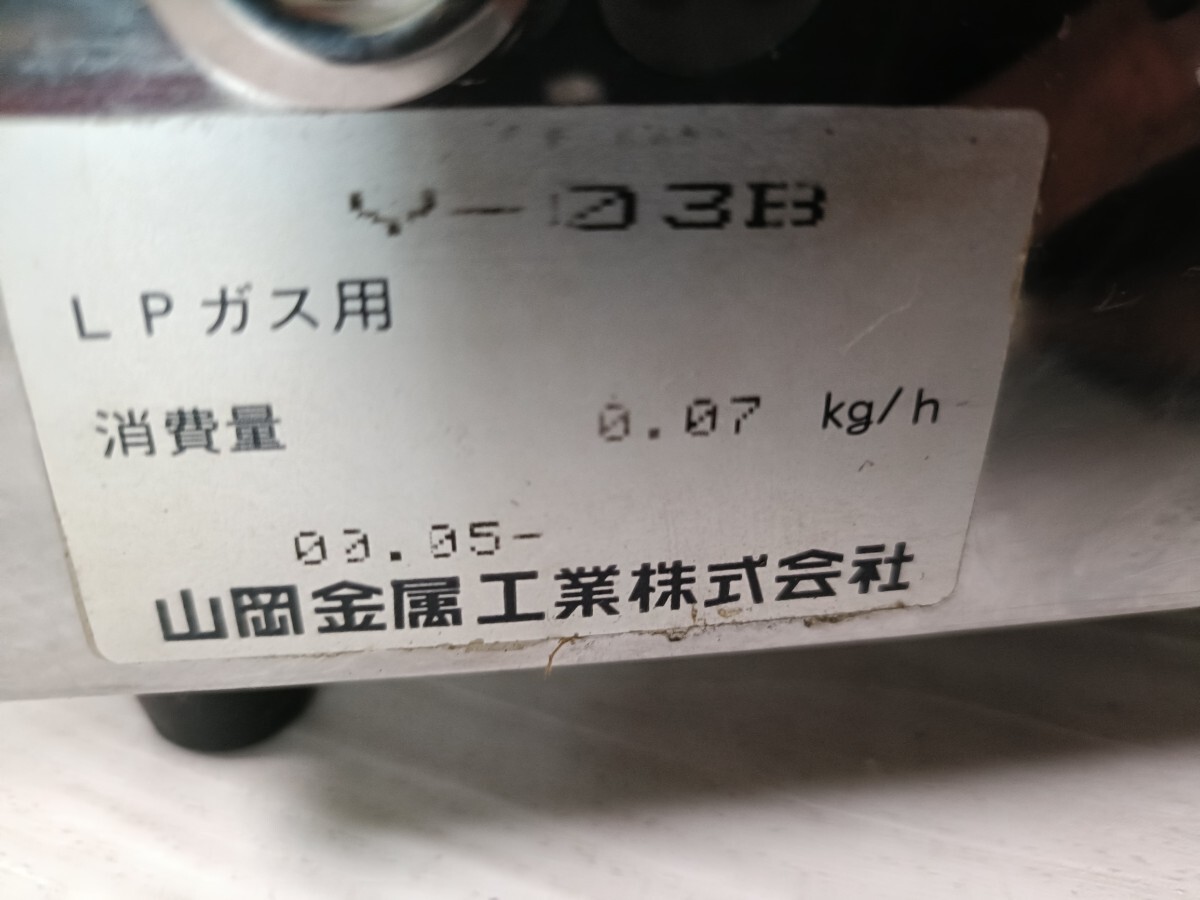 Y-03B
LPガス用
消費量 0.07 kg/h
03.05-
山岡金属工業株式会社